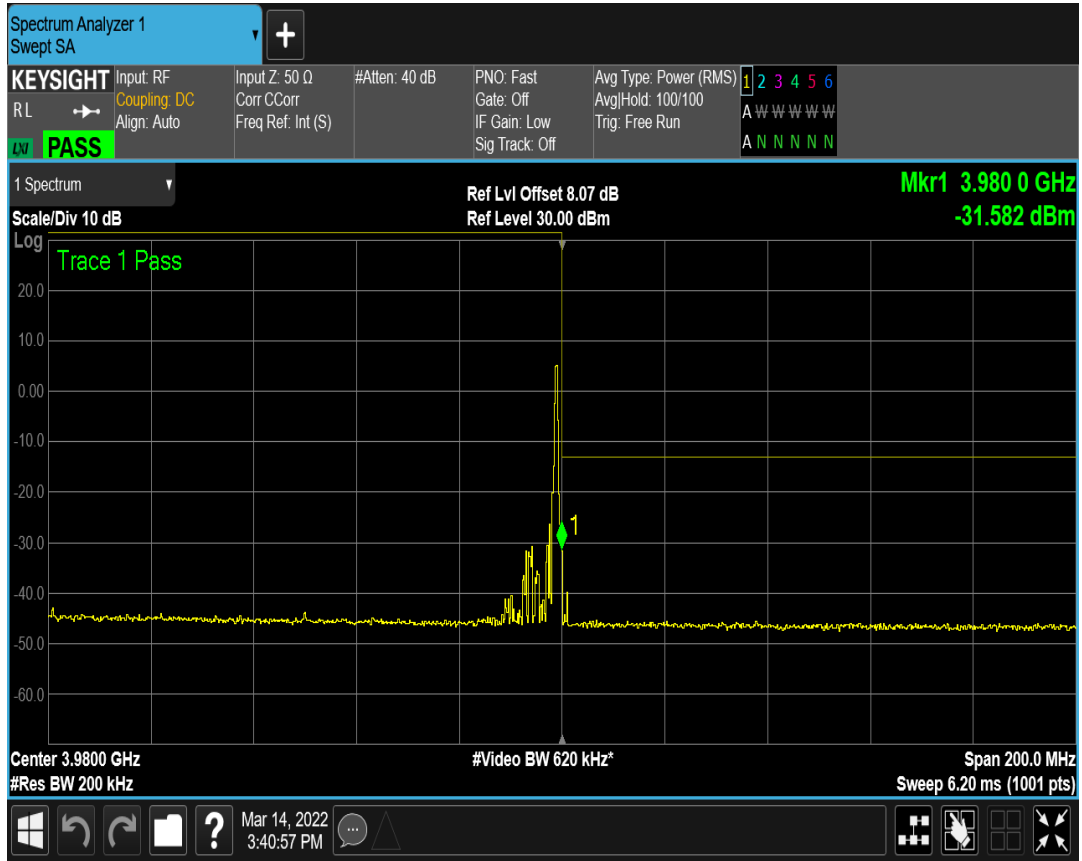 Spectrum Analyzer 1
Swept SA
+
KEYSIGHT
RL
LXI
PASS
Input: RF
Coupling: DC
Align: Auto
Input Z: 50 Ω
Corr CCorr
Freq Ref: Int (S)
#Atten: 40 dB
PNO: Fast
Gate: Off
IF Gain: Low
Sig Track: Off
Avg Type: Power (RMS)
Avg|Hold: 100/100
Trig: Free Run
1 2 3 4 5 6
A W W W W W
A N N N N N
1 Spectrum
Scale/Div 10 dB
Ref Lvl Offset 8.07 dB
Ref Level 30.00 dBm
Mkr1 3.980 0 GHz
-31.582 dBm
Log
Trace 1 Pass
20.0
10.0
0.00
-10.0
-20.0
1
-30.0
-40.0
-50.0
-60.0
Center 3.9800 GHz
#Res BW 200 kHz
#Video BW 620 kHz*
Span 200.0 MHz
Sweep 6.20 ms (1001 pts)
?
Mar 14, 2022
3:40:57 PM